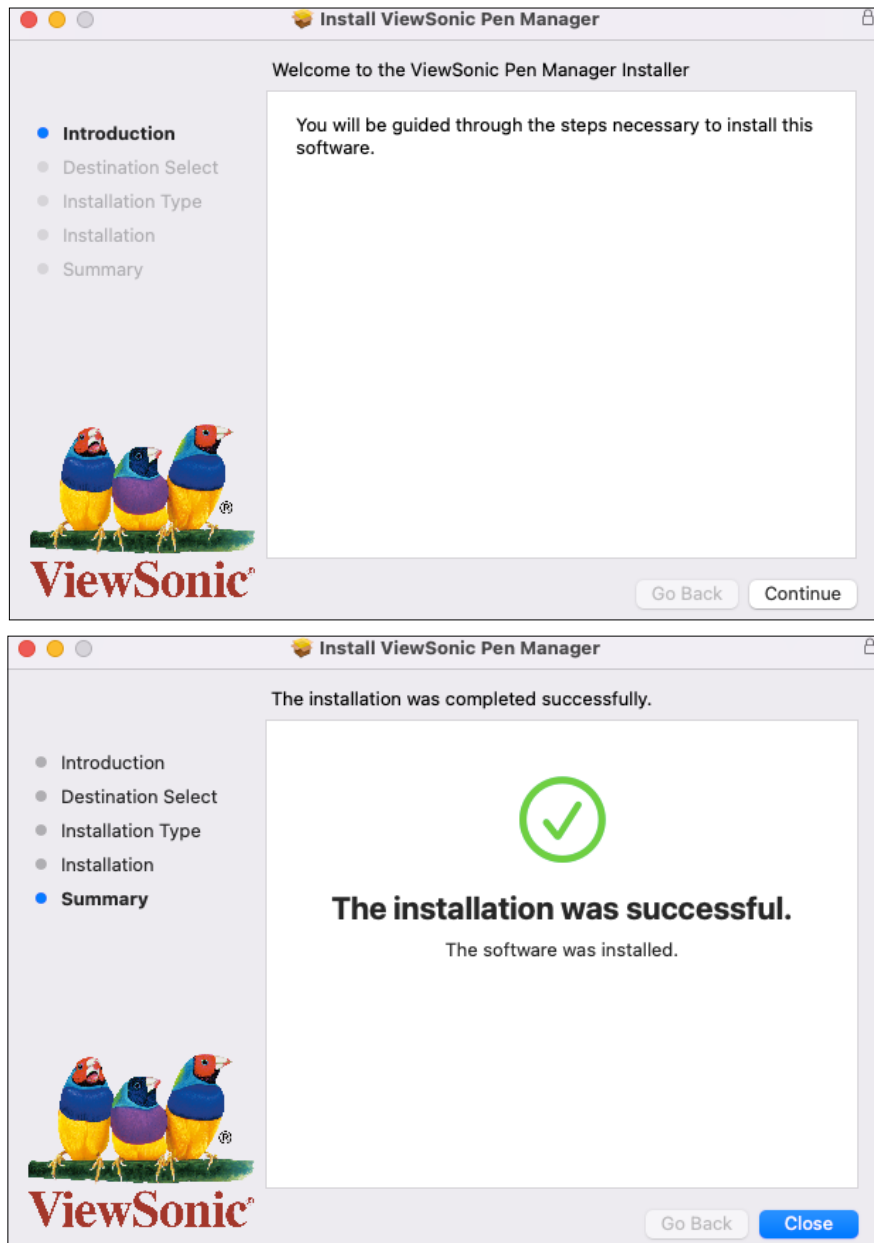 Install ViewSonic Pen Manager
Welcome to the ViewSonic Pen Manager Installer
Introduction
Destination Select
Installation Type
Installation
Summary
You will be guided through the steps necessary to install this
software.
®
ViewSonic®
Go Back
Continue
Install ViewSonic Pen Manager
The installation was completed successfully.
Introduction
Destination Select
Installation Type
Installation
Summary
The installation was successful.
The software was installed.
®
ViewSonic®
Go Back
Close